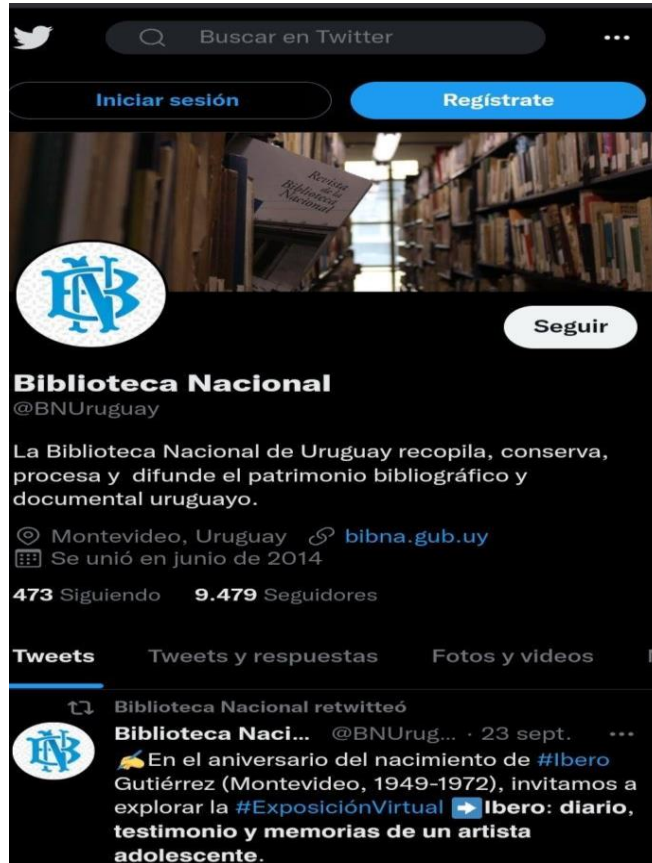 Buscar en Twitter
Iniciar sesión
Regístrate
Revista
de la
Biblioteca
Nacional
BN
Seguir
Biblioteca Nacional
@BNUruguay
La Biblioteca Nacional de Uruguay recopila, conserva,
procesa y difunde el patrimonio bibliográfico y
documental uruguayo.
Montevideo, Uruguay bibna.gub.uy
Se unió en junio de 2014
473 Siguiendo 9.479 Seguidores
Tweets Tweets y respuestas Fotos y videos
Biblioteca Nacional retwitteó
Biblioteca Naci... @BNUrug... · 23 sept. ...
✍️En el aniversario del nacimiento de #Ibero
Gutiérrez (Montevideo, 1949-1972), invitamos a
explorar la #ExposiciónVirtual ➡️Ibero: diario,
testimonio y memorias de un artista
adolescente.
BN